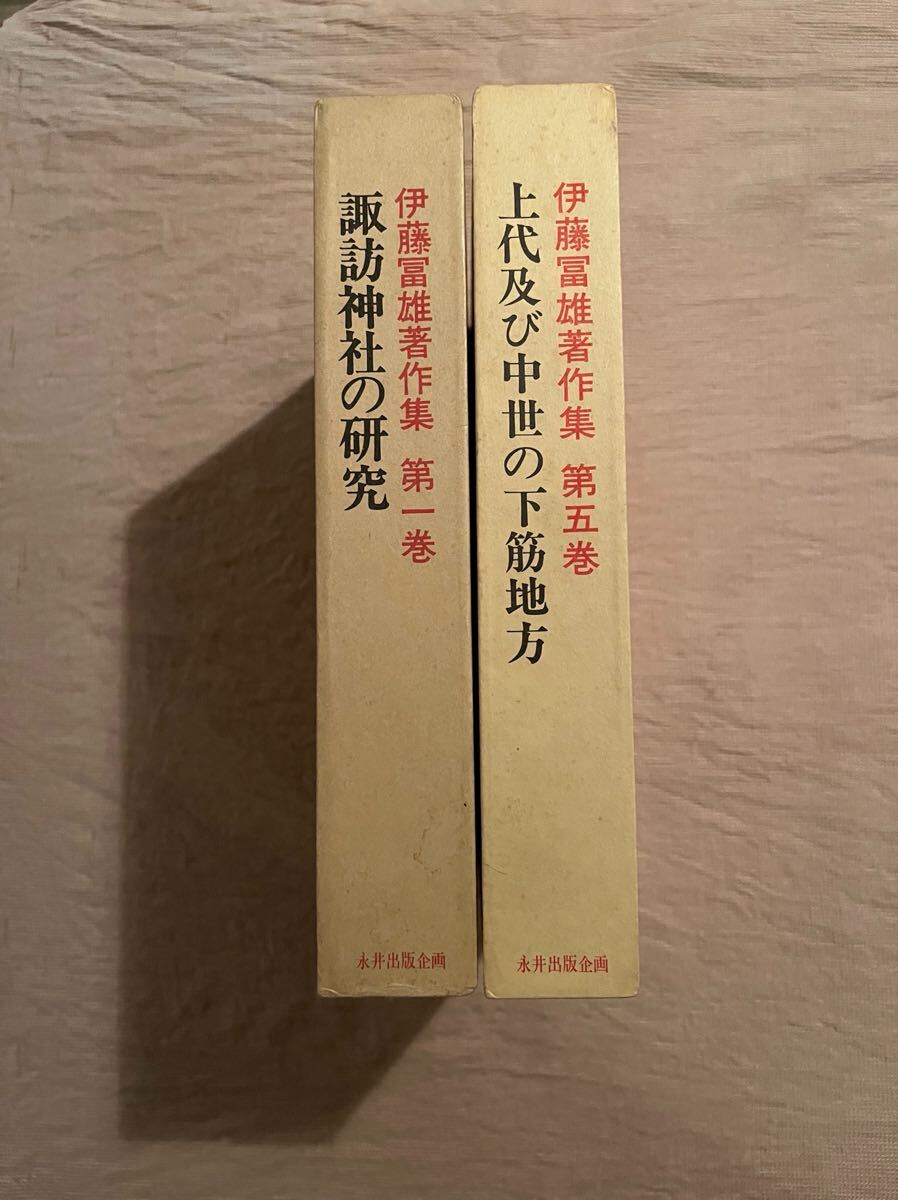 伊藤冨雄著作集 第一巻
諏訪神社の研究
永井出版企画
伊藤冨雄著作集 第五巻
上代及び中世の下筋地方
永井出版企画